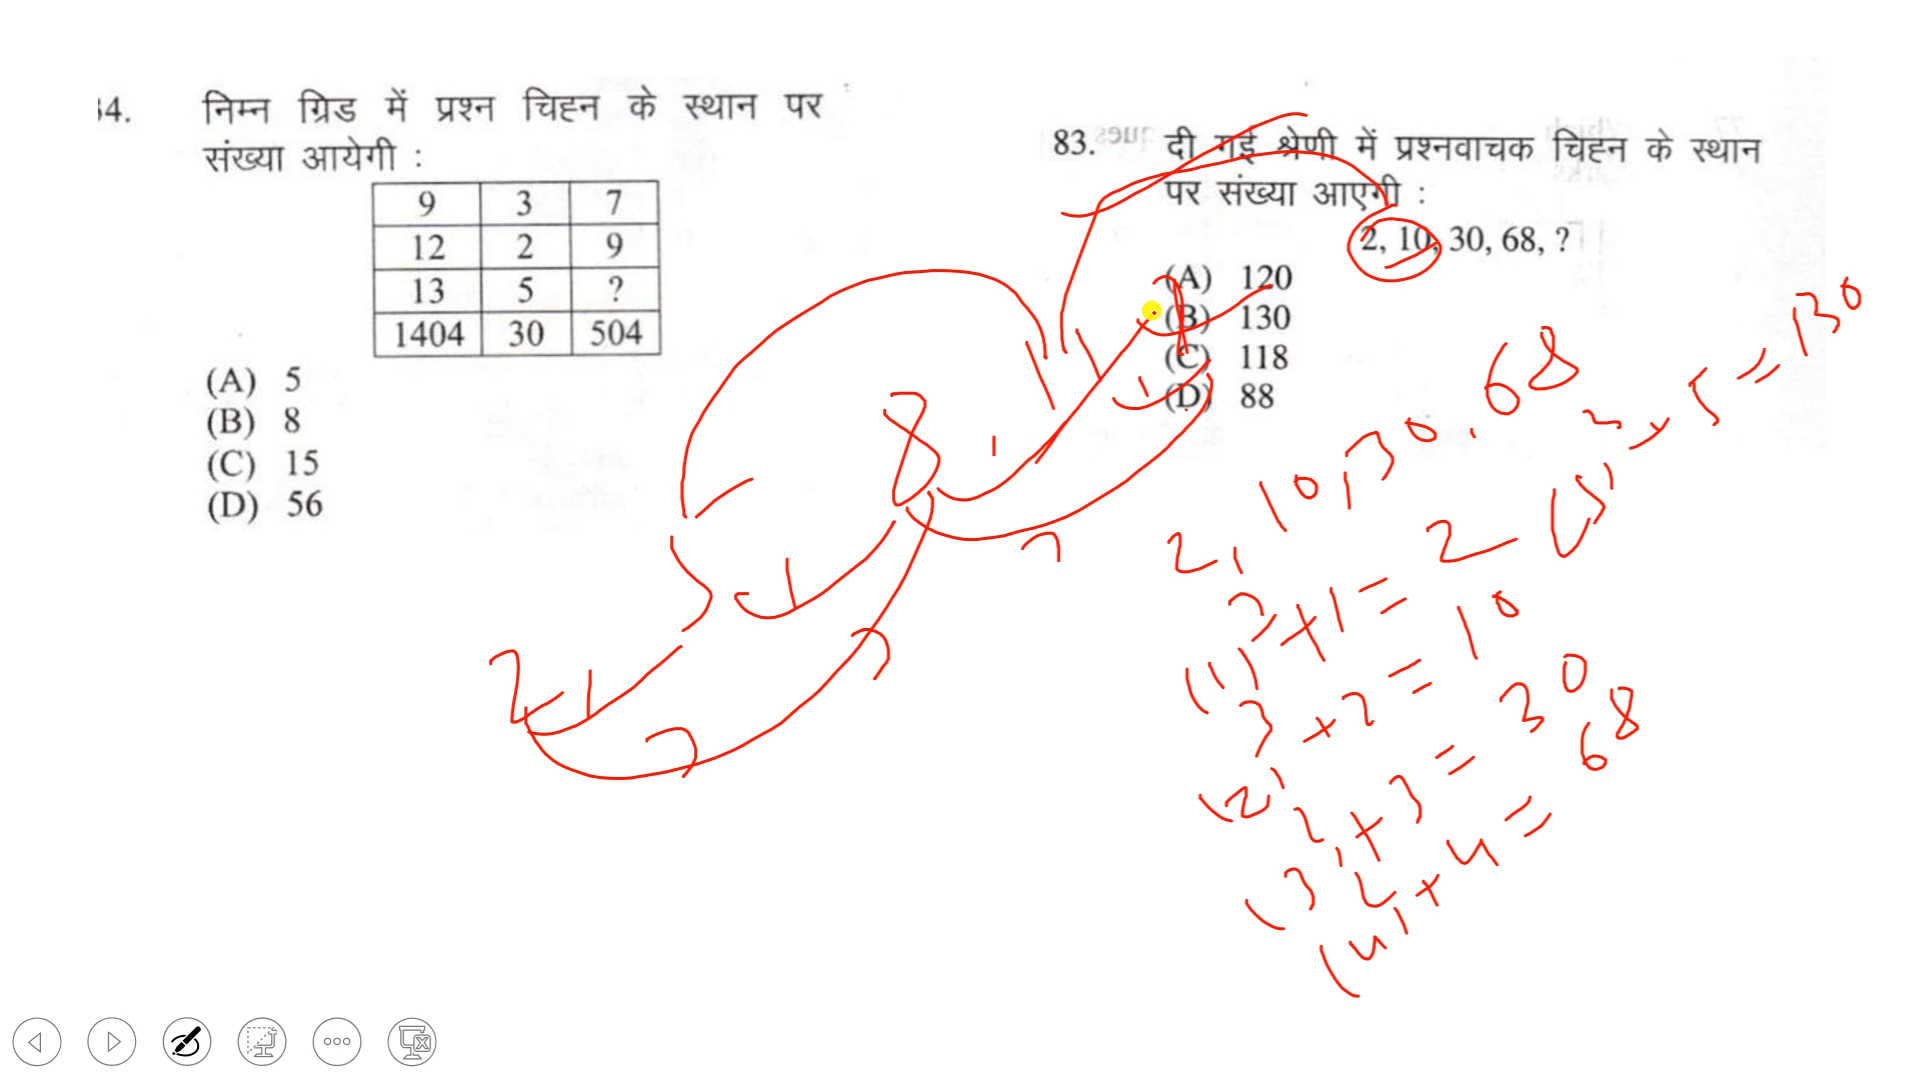 34.
निम्न ग्रिड में प्रश्न चिह्न के स्थान पर
संख्या आयेगी :
9 3 7
12 2 9
13 5 ?
1404 30 504
(A) 5
(B) 8
(C) 15
(D) 56
83. दी गई श्रेणी में प्रश्नवाचक चिह्न के स्थान
पर संख्या आएगी :
2, 10, 30, 68, ?
(A) 120
(B) 130
(C) 118
(D) 88
2, 10, 30. 68
(1)³+1=2
(2)³+2=10
(3)³+3=30
(4)³+4=68
(5)³+5=130
8